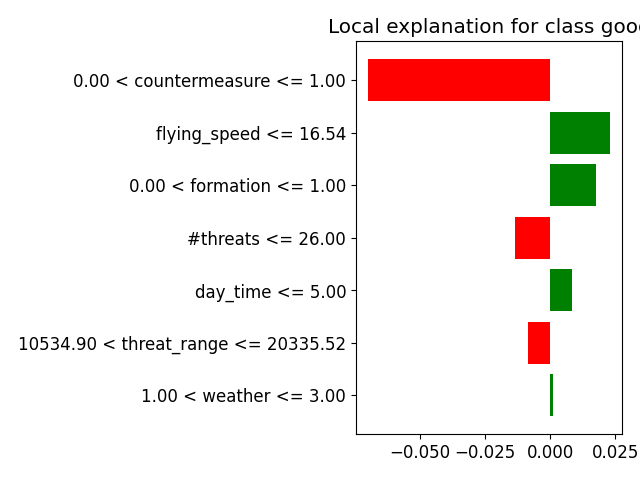 Local explanation for class goo
0.00 < countermeasure <= 1.00
flying_speed <= 16.54
0.00 < formation <= 1.00
#threats <= 26.00
day_time <= 5.00
10534.90 < threat_range <= 20335.52
1.00 < weather <= 3.00
−0.050 −0.025 0.000 0.025